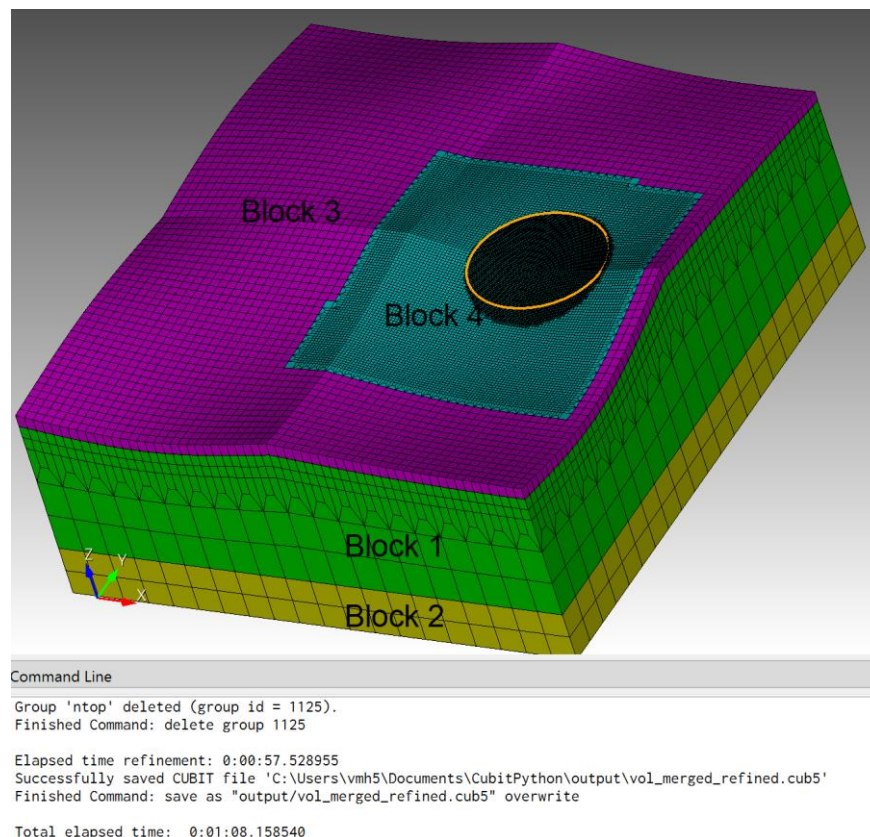 Block 3
Block 4
Block 1
Z
Y
X
Block 2
Command Line
Group 'ntop' deleted (group id = 1125).
Finished Command: delete group 1125
Elapsed time refinement: 0:00:57.528955
Successfully saved CUBIT file 'C:\Users\vmh5\Documents\CubitPython\output\vol_merged_refined.cub5'
Finished Command: save as "output/vol_merged_refined.cub5" overwrite
Total elapsed time:  0:01:08.158540